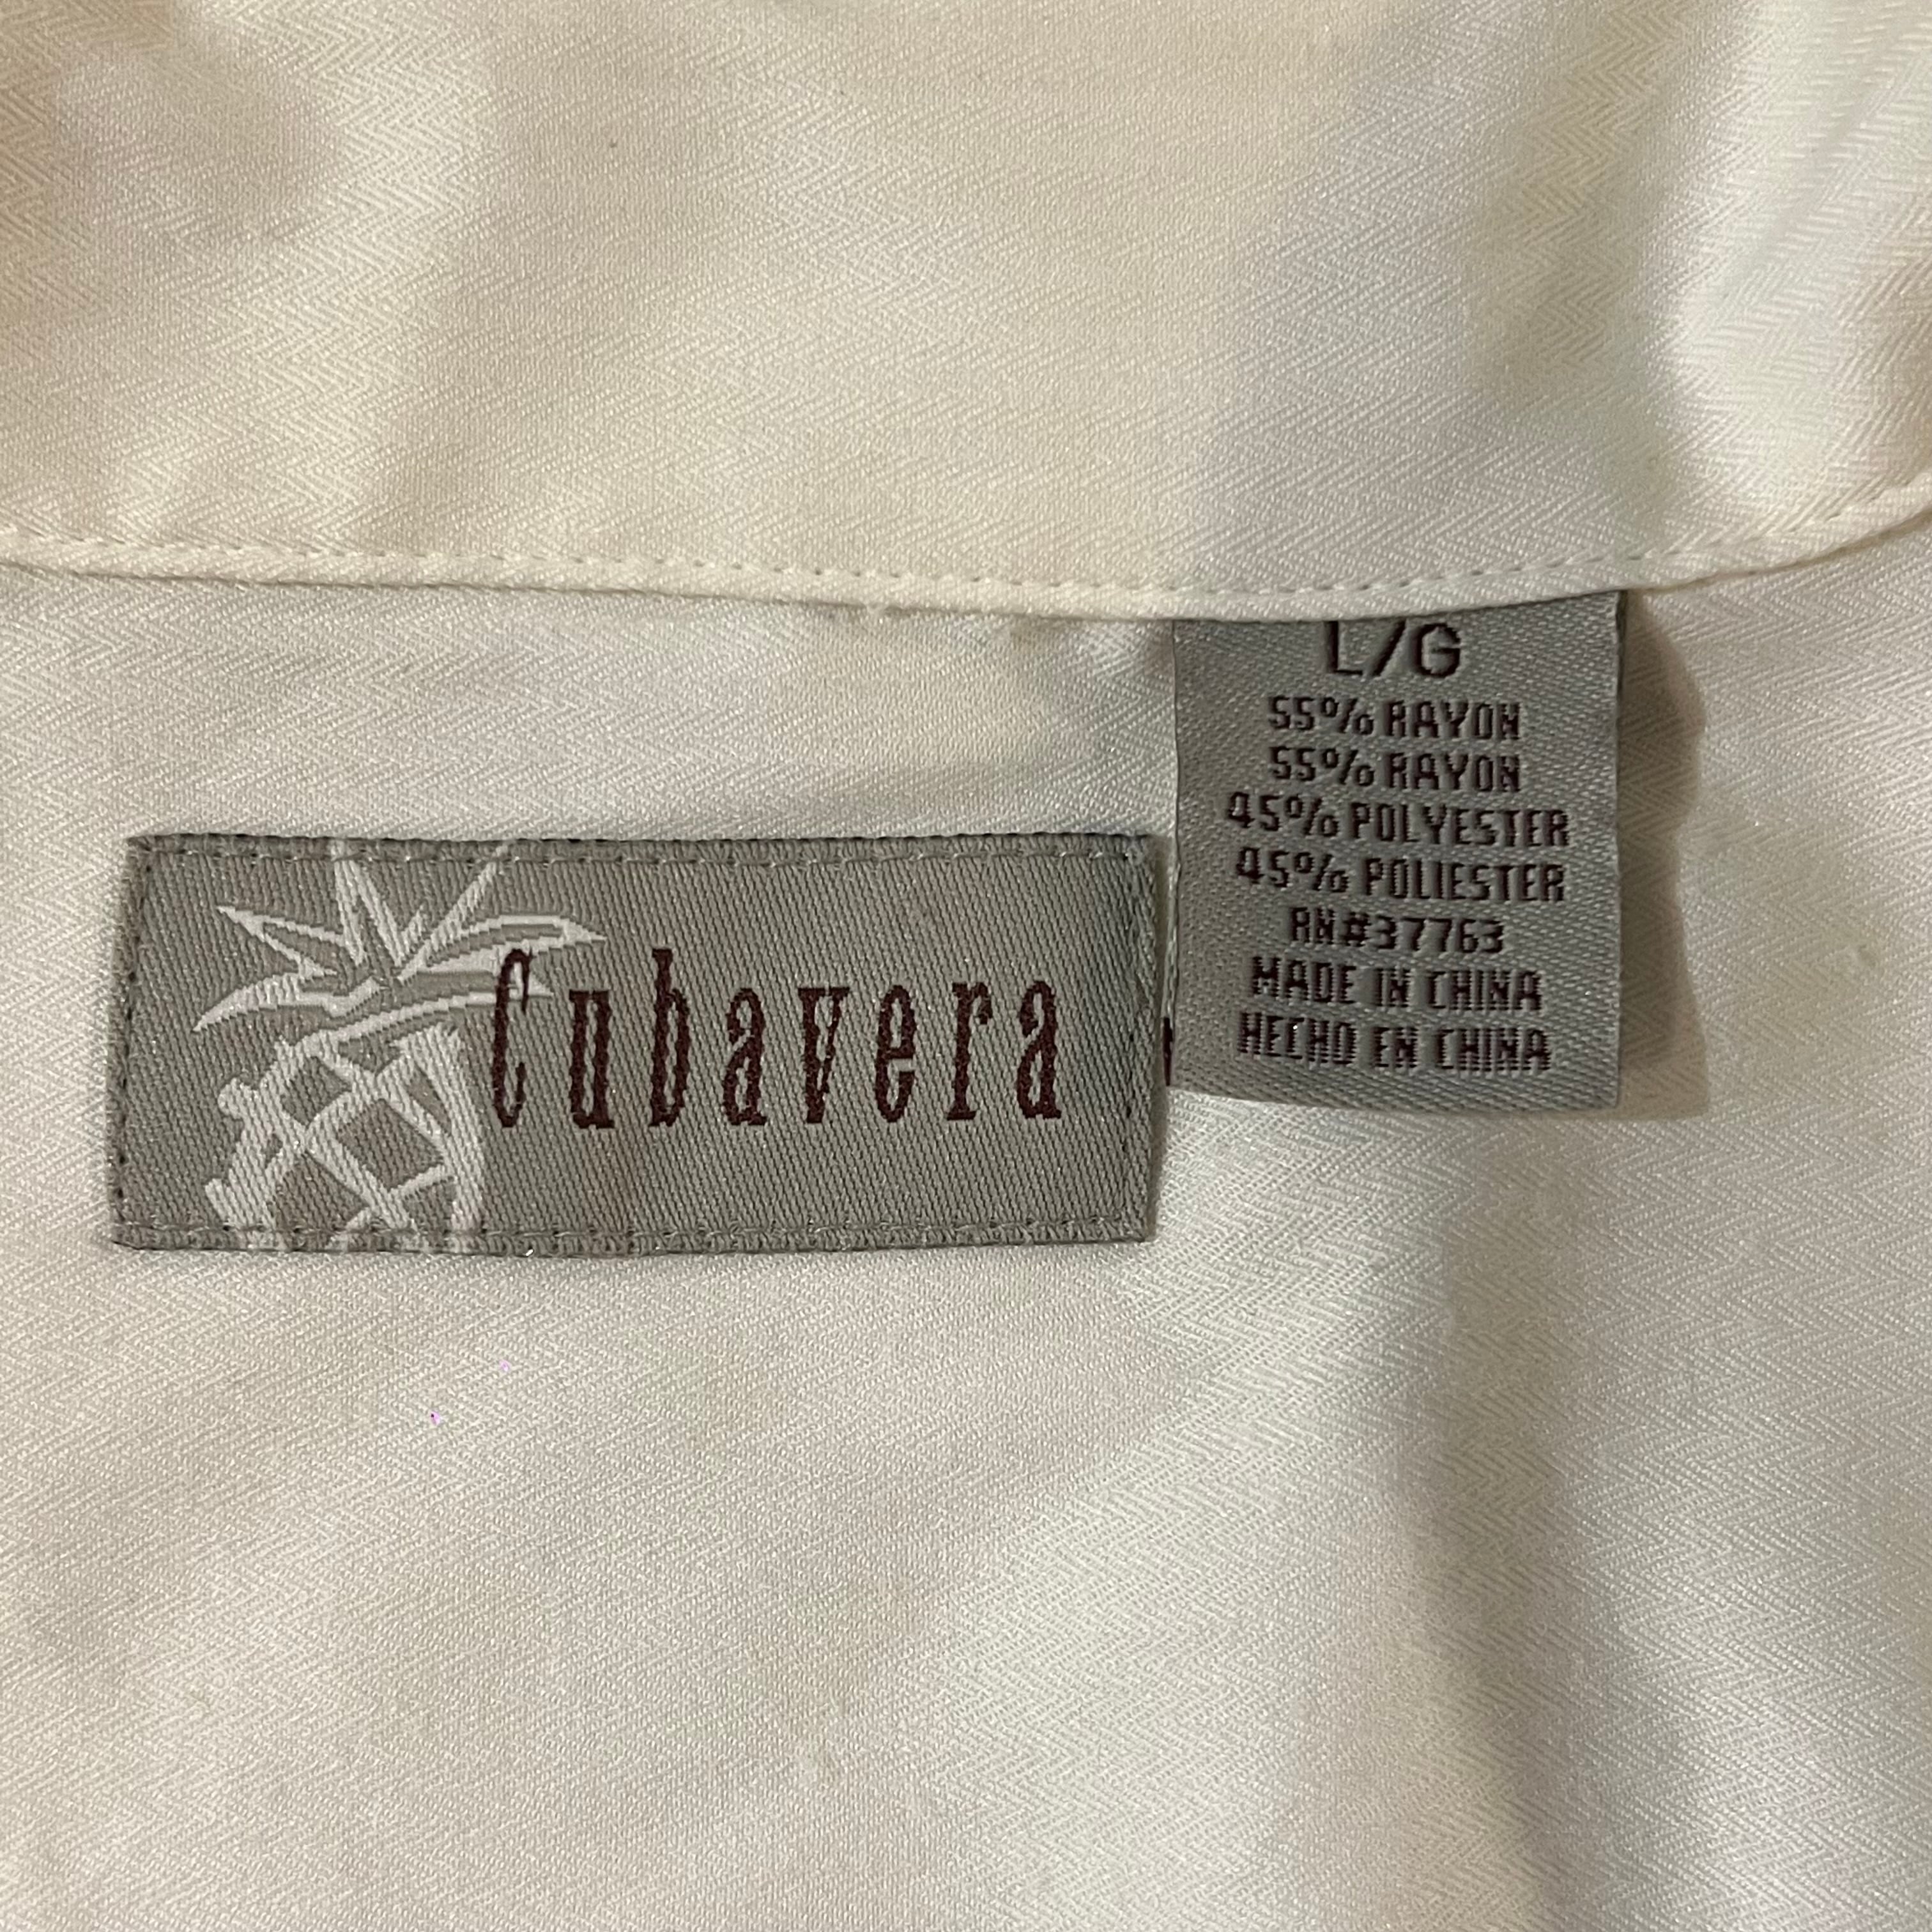 L/G
55% RAYON
55% RAYON
45% POLYESTER
45% POLIESTER
RN#37763
MADE IN CHINA
HECHO EN CHINA
Cubavera